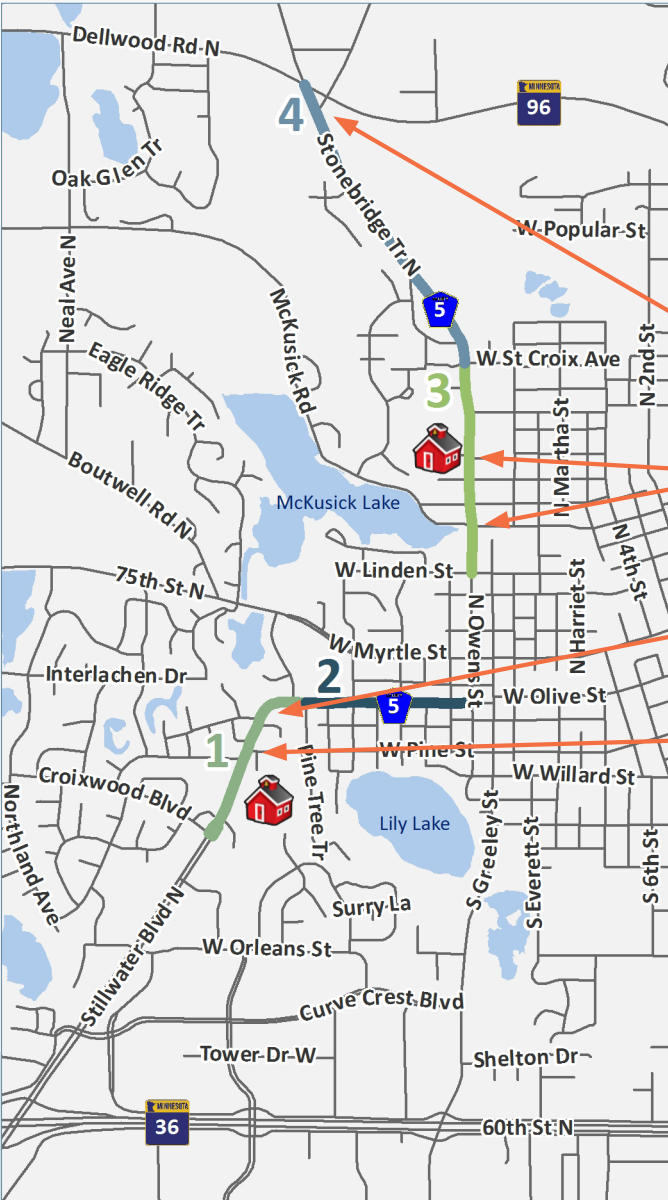 Dellwood Rd N
MINNESOTA
96
4
Oak Glen Tr
Stonebridge Tr N
W Popular St
Neal Ave N
McKusick Rd
5
N 2nd St
Eagle Ridge Tr
W St Croix Ave
3
N Martha St
Boutwell Rd N
McKusick Lake
N 4th St
75th St N
W Linden St
N Harriet St
N Owens St
W Myrtle St
Interlachen Dr
2
W Olive St
5
1
W Pine St
Pine Tree Tr
W Willard St
Croixwood Blvd
Northland Ave
Lily Lake
S Greeley St
S Everett St
S 6th St
Surry La
Stillwater Blvd N
W Orleans St
Curve Crest Blvd
Tower Dr W
Shelton Dr
MINNESOTA
36
60th St N